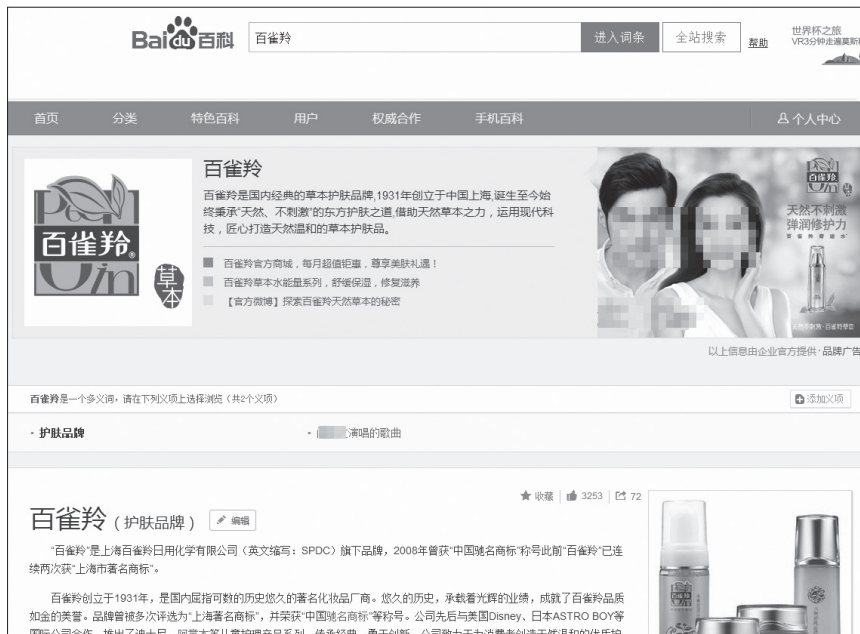 Bai du 百科
百雀羚
进入词条
全站搜索
帮助
世界杯之旅
VR3分钟走遍莫斯
首页
分类
特色百科
用户
权威合作
手机百科
个人中心
百雀羚®
草本
百雀羚
百雀羚是国内经典的草本护肤品牌,1931年创立于中国上海,诞生至今始
终秉承“天然、不刺激”的东方护肤之道,借助天然草本之力，运用现代科
技，匠心打造天然温和的草本护肤品。
百雀羚官方商城，每月超值钜惠，尊享美肤礼遇！
百雀羚草本水能量系列，舒缓保湿，修复滋养
【官方微博】探索百雀羚天然草本的秘密
百雀羚
天然不刺激
弹润修护力
以上信息由企业官方提供·品牌广告
百雀羚是一个多义词，请在下列义项上选择浏览（共2个义项）
添加义项
· 护肤品牌
· 演唱的歌曲
收藏
3253
72
百雀羚（护肤品牌）
编辑
“百雀羚”是上海百雀羚日用化学有限公司（英文缩写：SPDC）旗下品牌，2008年曾获“中国驰名商标”称号此前“百雀羚”已连
续两次获“上海市著名商标”。
百雀羚创立于1931年，是国内屈指可数的历史悠久的著名化妆品厂商。悠久的历史，承载着光辉的业绩，成就了百雀羚品质
如金的美誉。品牌曾被多次评选为“上海著名商标”，并荣获“中国驰名商标”等称号。公司先后与美国Disney、日本ASTRO BOY等